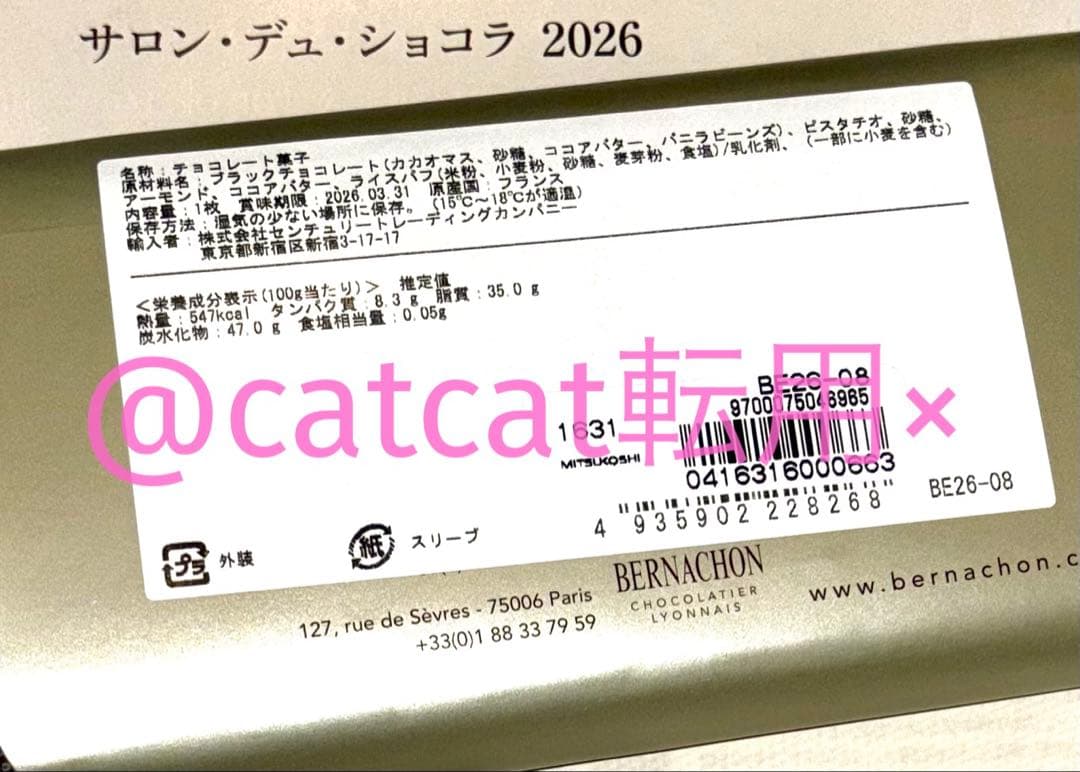 サロン・デュ・ショコラ 2026
名称：チョコレート菓子
原材料名：ブラックチョコレート(カカオマス、砂糖、ココアバター、バニラビーンズ)、ピスタチオ、砂糖、
アーモンド、ココアバター、ライスパフ(米粉、小麦粉、砂糖、麦芽粉、食塩)/乳化剤、(一部に小麦を含む)
内容量：1枚 賞味期限：2026.03.31 原産国：フランス
保存方法：湿気の少ない場所に保存。(15℃〜18℃が適温)
輸入者：株式会社センチュリートレーディングカンパニー
東京都新宿区新宿3-17-17
<栄養成分表示(100g当たり)> 推定値
熱量：547kcal タンパク質：8.3g 脂質：35.0g
炭水化物：47.0g 食塩相当量：0.05g
@catcat転用×
BE26-08
9700075046965
1631
MITSUKOSHI
0416316000663
4 935902 228268
BE26-08
プラ 外装
紙 スリーブ
BERNACHON
CHOCOLATIER
LYONNAIS
127, rue de Sèvres - 75006 Paris
+33(0)1 88 33 79 59
www.bernachon.c